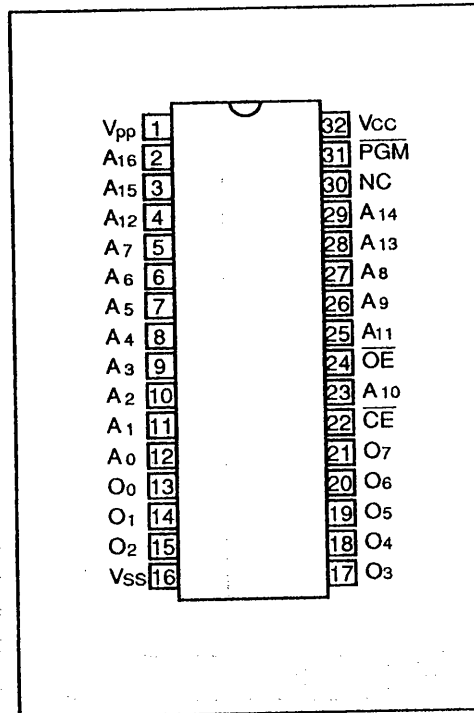 Vpp 1 32 Vcc
A16 2 31 P̅G̅M̅
A15 3 30 NC
A12 4 29 A14
A7 5 28 A13
A6 6 27 A8
A5 7 26 A9
A4 8 25 A11
A3 9 24 O̅E̅
A2 10 23 A10
A1 11 22 C̅E̅
A0 12 21 O7
O0 13 20 O6
O1 14 19 O5
O2 15 18 O4
Vss 16 17 O3